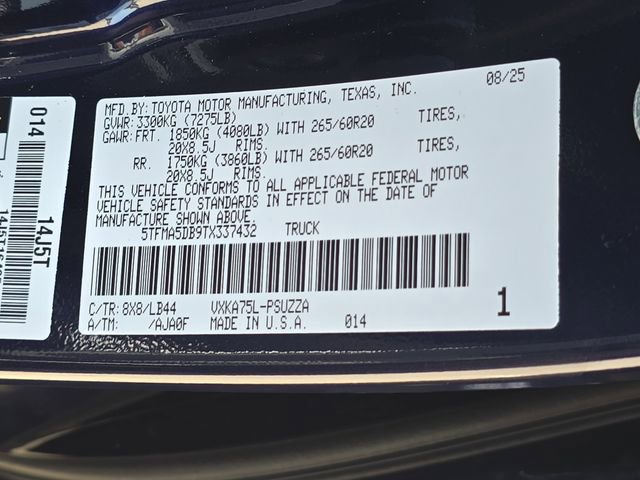 08/25
MFD.BY: TOYOTA MOTOR MANUFACTURING, TEXAS, INC.
GVWR: 3300KG (7275LB)
GAWR: FRT. 1850KG (4080LB) WITH 265/60R20 TIRES,
20X8.5J RIMS.
RR. 1750KG (3860LB) WITH 265/60R20 TIRES,
20X8.5J RIMS.
THIS VEHICLE CONFORMS TO ALL APPLICABLE FEDERAL MOTOR
VEHICLE SAFETY STANDARDS IN EFFECT ON THE DATE OF
MANUFACTURE SHOWN ABOVE.
5TFMA5DB9TX337432 TRUCK
C/TR: 8X8/LB44 VXKA75L-PSUZZA
A/TM: /AJA0F MADE IN U.S.A. 014
1
014
14J5T